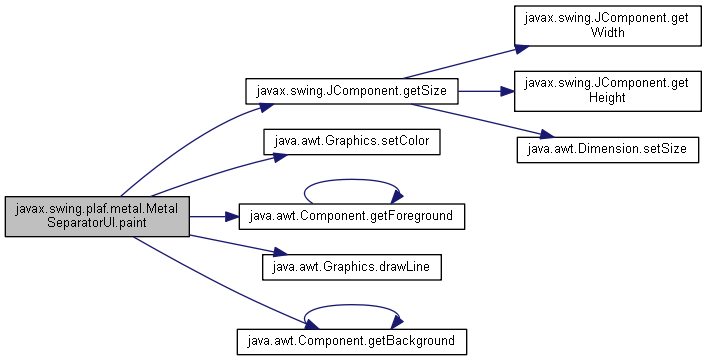 javax.swing.JComponent.get
Width
javax.swing.JComponent.getSize
javax.swing.JComponent.get
Height
java.awt.Graphics.setColor
java.awt.Dimension.setSize
javax.swing.plaf.metal.Metal
SeparatorUI.paint
java.awt.Component.getForeground
java.awt.Graphics.drawLine
java.awt.Component.getBackground